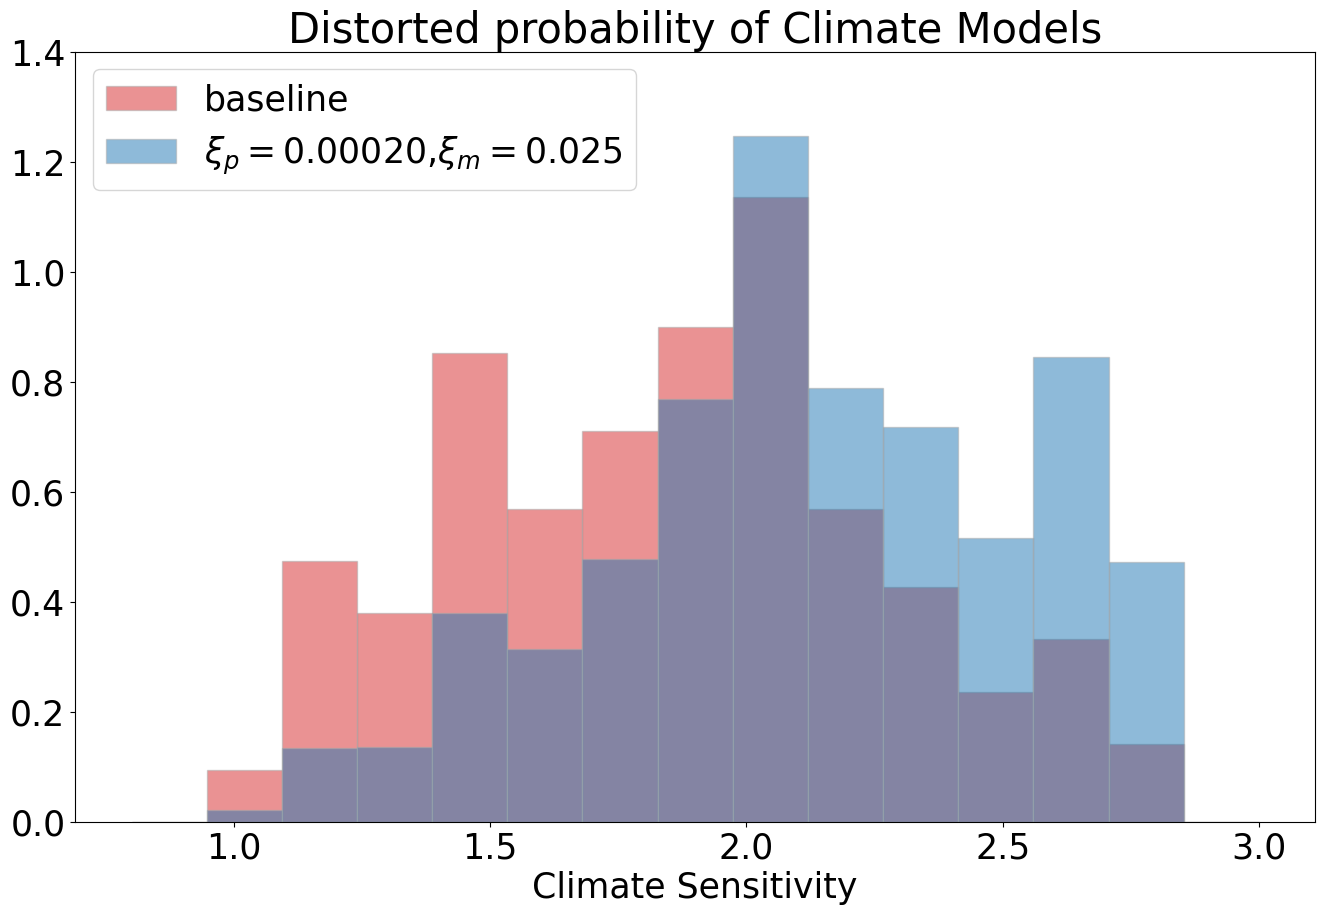 Distorted probability of Climate Models
1.4
1.2
1.0
0.8
0.6
0.4
0.2
0.0
baseline
ξp = 0.00020,ξm = 0.025
1.0 1.5 2.0 2.5 3.0
Climate Sensitivity